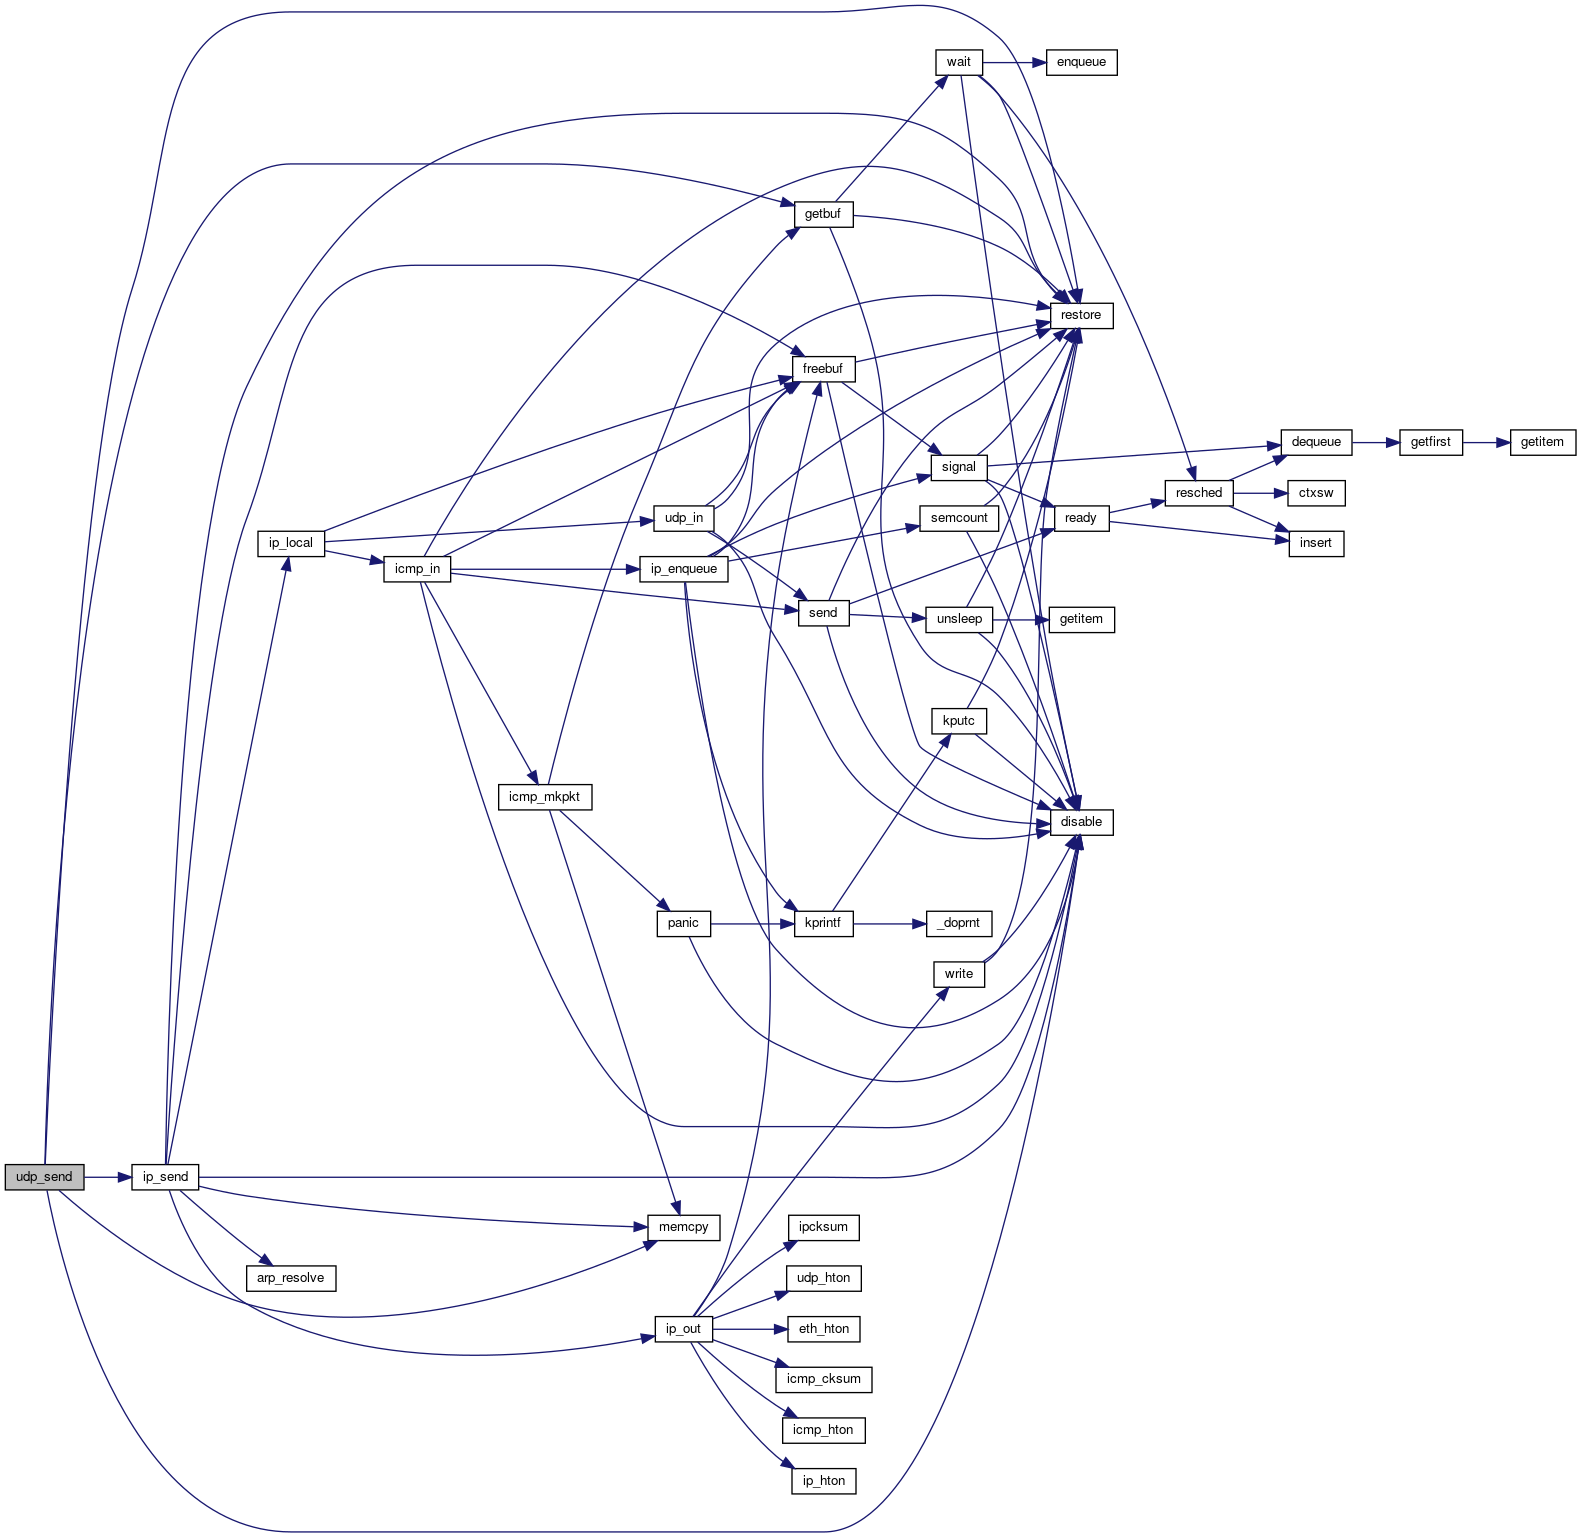 wait
enqueue
getbuf
restore
freebuf
dequeue
getfirst
getitem
signal
resched
ctxsw
udp_in
semcount
ready
ip_local
insert
icmp_in
ip_enqueue
send
unsleep
getitem
kputc
icmp_mkpkt
disable
panic
kprintf
_doprnt
write
udp_send
ip_send
memcpy
ipcksum
arp_resolve
udp_hton
ip_out
eth_hton
icmp_cksum
icmp_hton
ip_hton